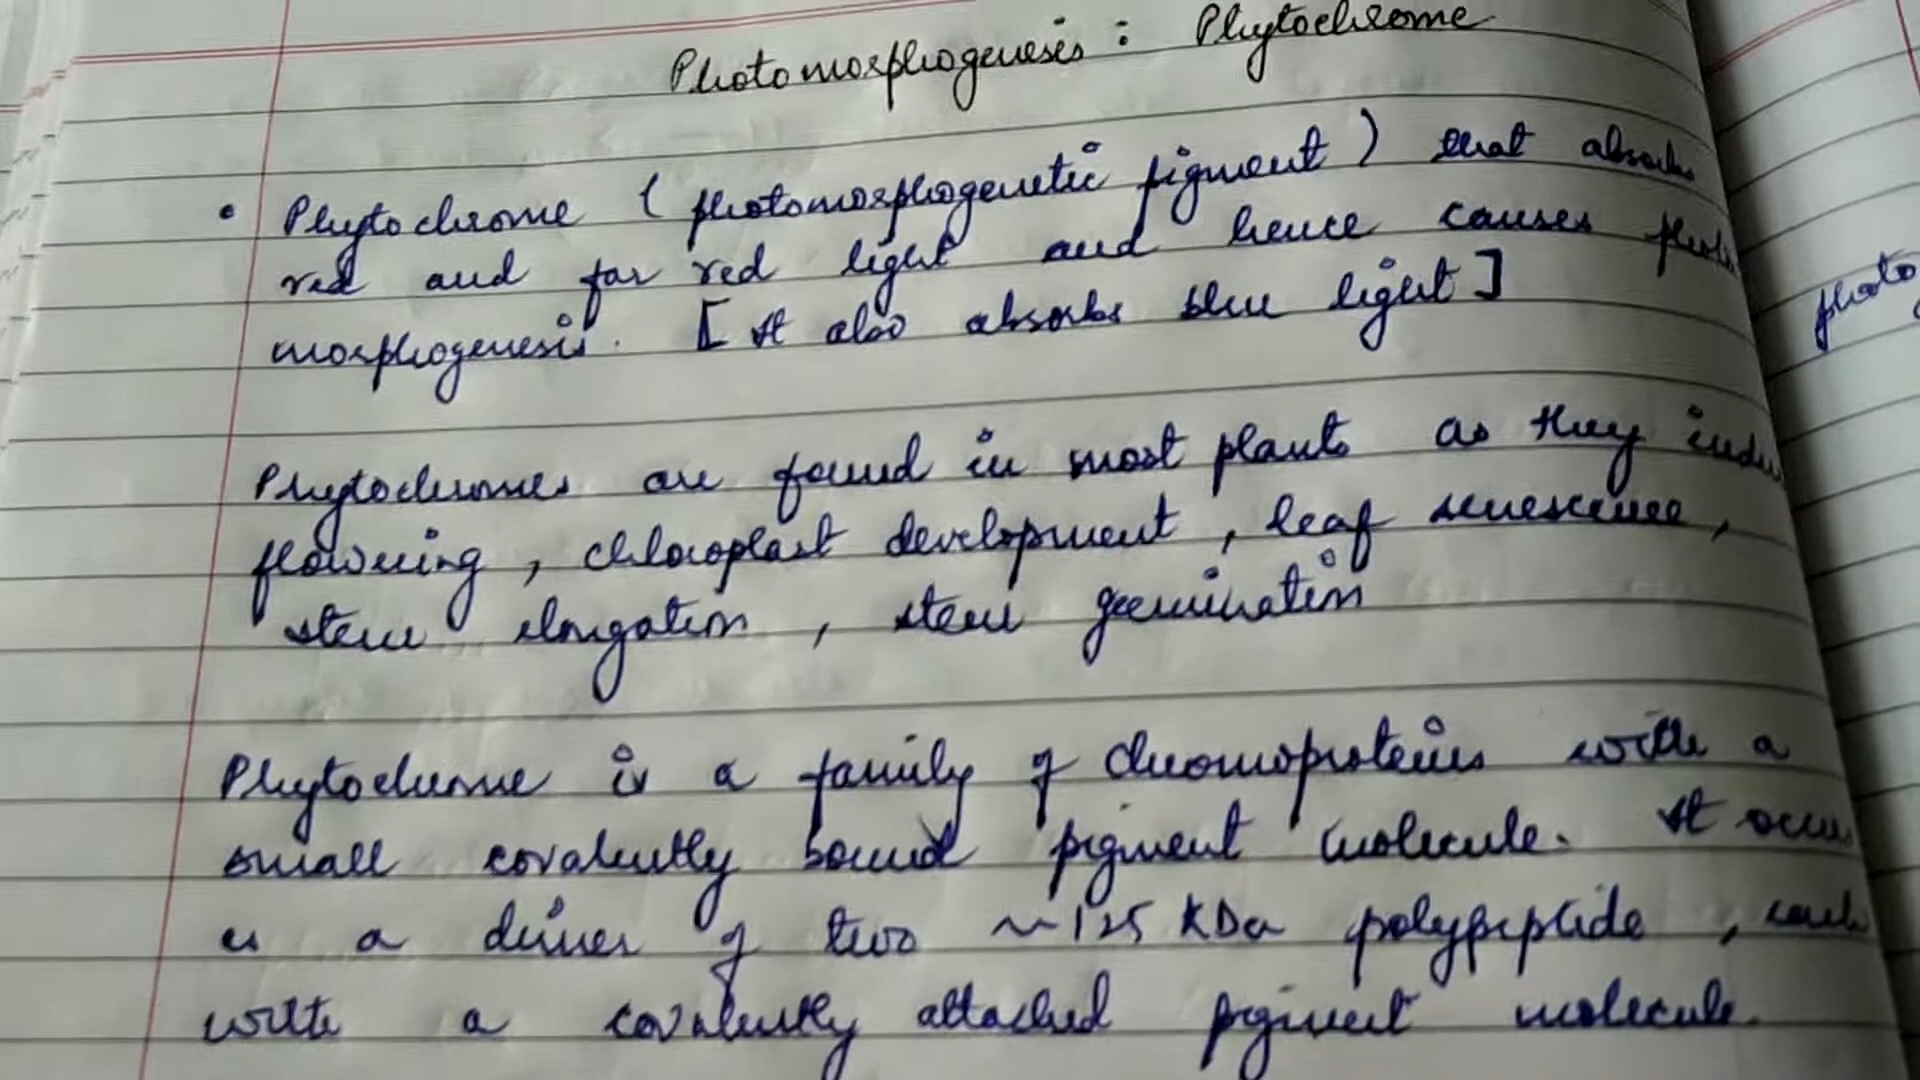 Photomorphogenesis : Phytochrome
• Phytochrome ( photomorphogenetic pigment ) that absorbs
red and far red light and hence causes photo
morphogenesis. [ It also absorbs blue light ]
Phytochromes are found in most plants as they indu
flowering , chloroplast development , leaf senescence ,
stem elongation , stem germination
Phytochrome is a family of chromoproteins with a
small covalently bound pigment molecule. It occurs
as a dimer of two ~125 KDa polypeptide , each
with a covalently attached pigment molecule.
photo